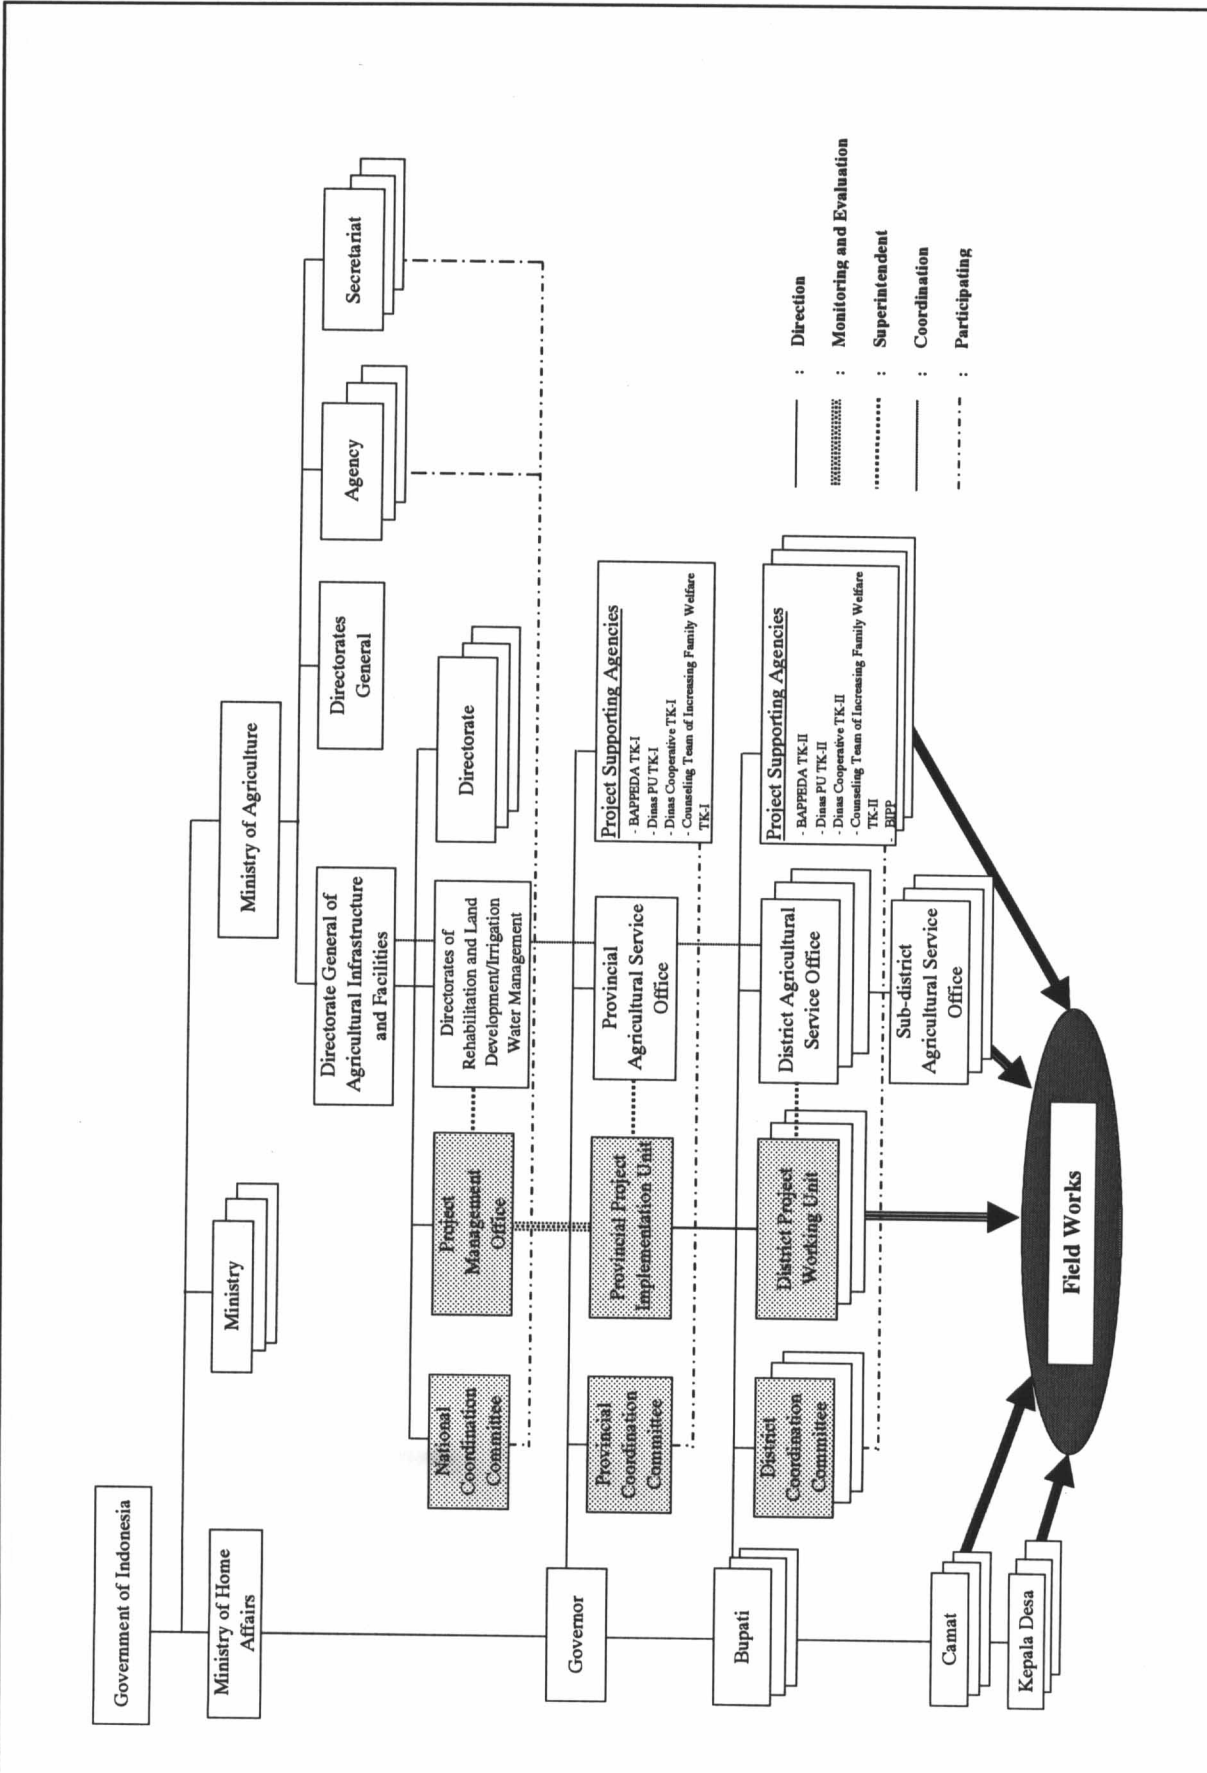 Government of Indonesia
Ministry of Home
Affairs
Ministry
Ministry of Agriculture
Directorate General of
Agricultural Infrastructure
and Facilities
Directorates
General
Agency
Secretariat
National
Coordination
Committee
Project
Management
Office
Directorates of
Rehabilitation and Land
Development/Irrigation
Water Management
Directorate
Governor
Provincial
Coordination
Committee
Provincial Project
Implementation Unit
Provincial
Agricultural Service
Office
Project Supporting Agencies
- BAPPEDA TK-I
- Dinas PU TK-I
- Dinas Cooperative TK-I
- Counseling Team of Increasing Family Welfare
TK-I
Bupati
District
Coordination
Committee
District Project
Working Unit
District Agricultural
Service Office
Project Supporting Agencies
- BAPPEDA TK-II
- Dinas PU TK-II
- Dinas Cooperative TK-II
- Counseling Team of Increasing Family Welfare
TK-II
- BIPP
: Direction
: Monitoring and Evaluation
: Superintendent
: Coordination
: Participating
Camat
Sub-district
Agricultural Service
Office
Kepala Desa
Field Works